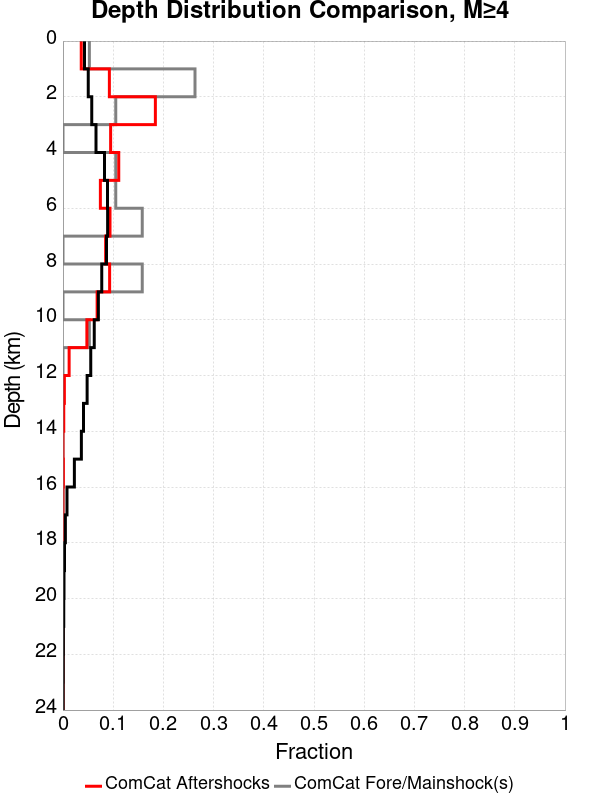 Depth Distribution Comparison, M≥4
0
2
4
6
8
10
12
14
16
18
20
22
24
Depth (km)
0 0.1 0.2 0.3 0.4 0.5 0.6 0.7 0.8 0.9 1
Fraction
ComCat Aftershocks ComCat Fore/Mainshock(s)